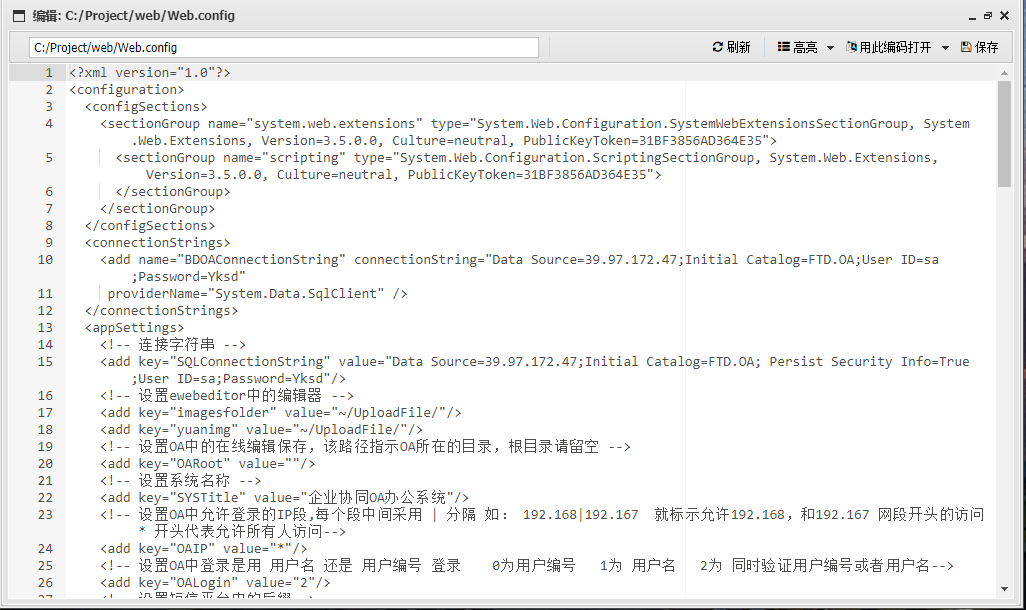 编辑: C:/Project/web/Web.config
C:/Project/web/Web.config 刷新 高亮 用此编码打开 保存
1 <?xml version="1.0"?>
2 <configuration>
3 <configSections>
4 <sectionGroup name="system.web.extensions" type="System.Web.Configuration.SystemWebExtensionsSectionGroup, System
.Web.Extensions, Version=3.5.0.0, Culture=neutral, PublicKeyToken=31BF3856AD364E35">
5 <sectionGroup name="scripting" type="System.Web.Configuration.ScriptingSectionGroup, System.Web.Extensions,
Version=3.5.0.0, Culture=neutral, PublicKeyToken=31BF3856AD364E35">
6 </sectionGroup>
7 </sectionGroup>
8 </configSections>
9 <connectionStrings>
10 <add name="BDOAConnectionString" connectionString="Data Source=39.97.172.47;Initial Catalog=FTD.OA;User ID=sa
;Password=Yksd"
11 providerName="System.Data.SqlClient" />
12 </connectionStrings>
13 <appSettings>
14 <!-- 连接字符串 -->
15 <add key="SQLConnectionString" value="Data Source=39.97.172.47;Initial Catalog=FTD.OA; Persist Security Info=True
;User ID=sa;Password=Yksd"/>
16 <!-- 设置ewebeditor中的编辑器 -->
17 <add key="imagesfolder" value="~/UploadFile/"/>
18 <add key="yuanimg" value="~/UploadFile/"/>
19 <!-- 设置OA中的在线编辑保存，该路径指示OA所在的目录，根目录请留空 -->
20 <add key="OARoot" value=""/>
21 <!-- 设置系统名称 -->
22 <add key="SYSTitle" value="企业协同OA办公系统"/>
23 <!-- 设置OA中允许登录的IP段,每个段中间采用 | 分隔 如： 192.168|192.167 就标示允许192.168，和192.167 网段开头的访问
* 开头代表允许所有人访问-->
24 <add key="OAIP" value="*"/>
25 <!-- 设置OA中登录是用 用户名 还是 用户编号 登录 0为用户编号 1为 用户名 2为 同时验证用户编号或者用户名-->
26 <add key="OALogin" value="2"/>
27 <!-- 设置短信平台中的后缀-->